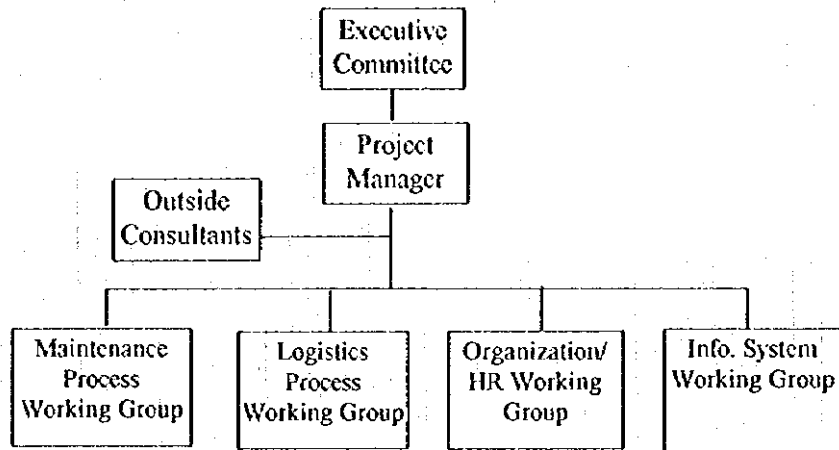 Executive
Committee
Project
Manager
Outside
Consultants
Maintenance
Process
Working Group
Logistics
Process
Working Group
Organization/
HR Working
Group
Info. System
Working Group